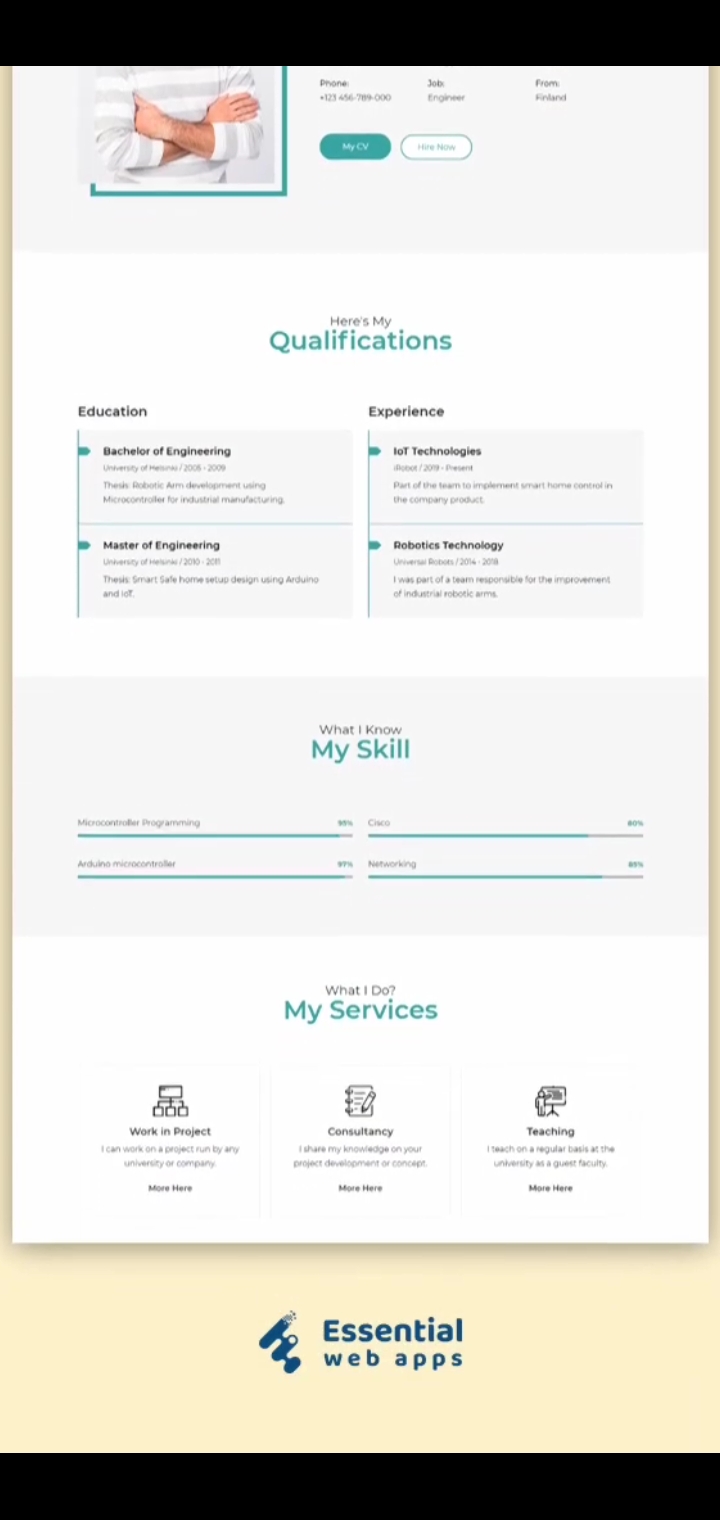 Phone:
+123 456-789-000
Job:
Engineer
From:
Finland
My CV
Hire Now
Here's My
Qualifications
Education
Bachelor of Engineering
University of Helsinki / 2005 - 2009
Thesis: Robotic Arm development using
Microcontroller for industrial manufacturing.
Master of Engineering
University of Helsinki / 2010 - 2011
Thesis: Smart Safe home setup design using Arduino
and IoT.
Experience
IoT Technologies
iRobot / 2019 - Present
Part of the team to implement smart home control in
the company product.
Robotics Technology
Universal Robots / 2014 - 2018
I was part of a team responsible for the improvement
of industrial robotic arms.
What I Know
My Skill
Microcontroller Programming
95%
Cisco
80%
Arduino microcontroller
97%
Networking
85%
What I Do?
My Services
Work in Project
I can work on a project run by any
university or company.
More Here
Consultancy
I share my knowledge on your
project development or concept.
More Here
Teaching
I teach on a regular basis at the
university as a guest faculty.
More Here
Essential
web apps